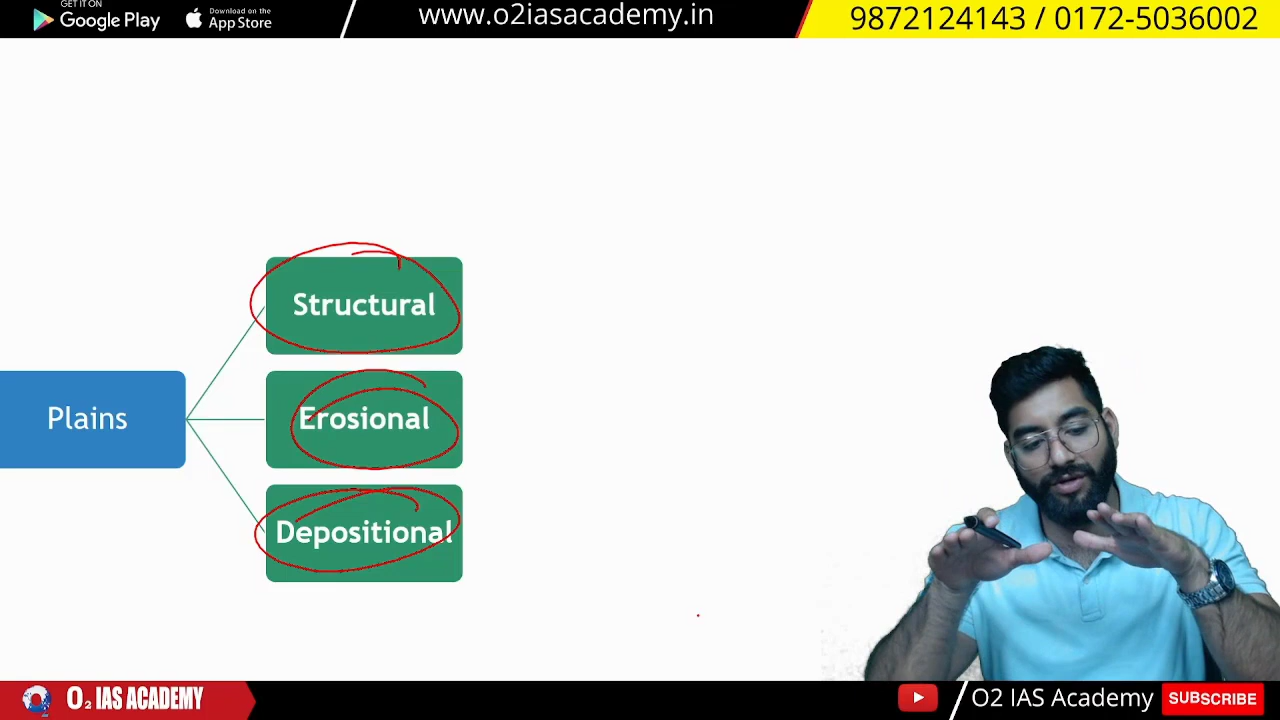 GET IT ON
Google Play
Download on the
App Store
www.o2iasacademy.in
9872124143 / 0172-5036002
Structural
Plains
Erosional
Depositional
O2 IAS ACADEMY
O2 IAS Academy
SUBSCRIBE